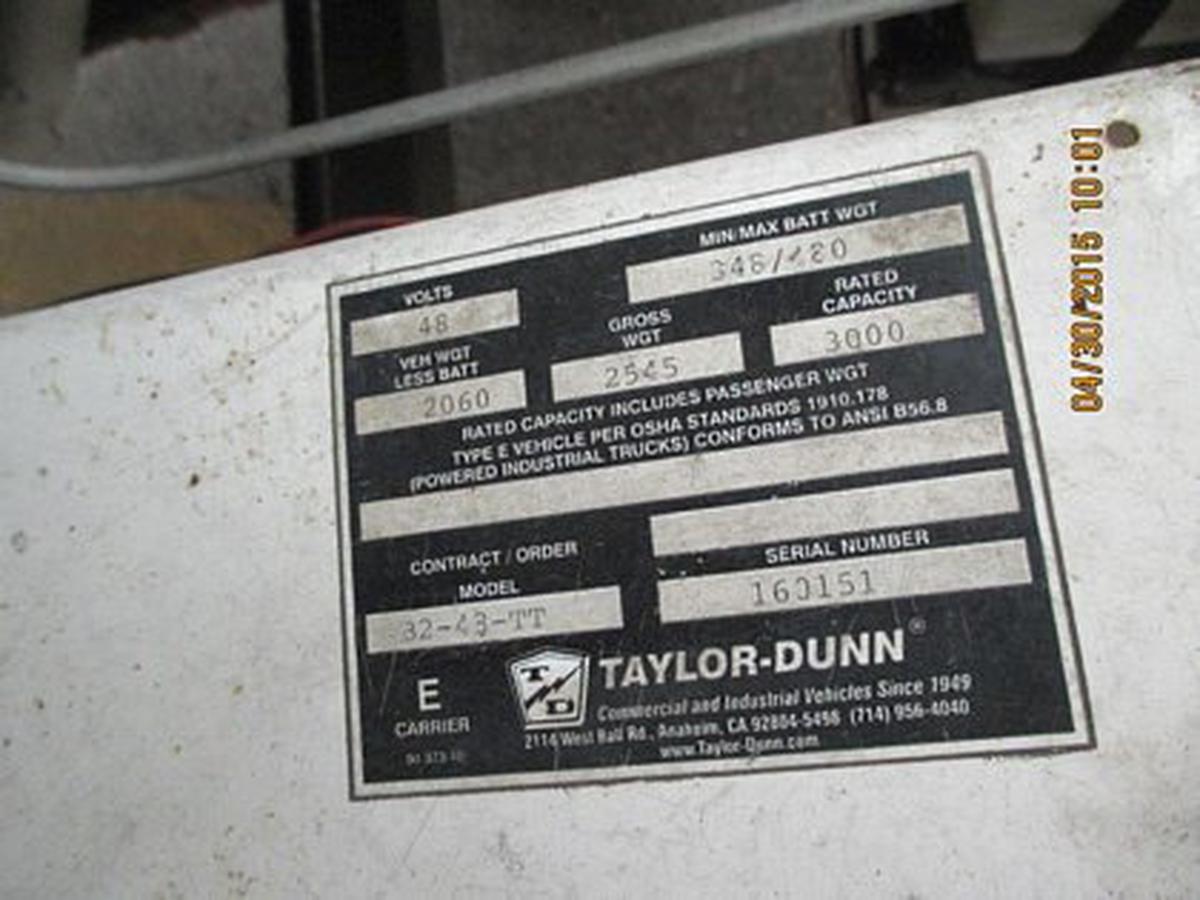 MIN/MAX BATT WGT
VOLTS
48
RATED
CAPACITY
3000
GROSS
WGT
2545
VEH WGT
LESS BATT
2060
RATED CAPACITY INCLUDES PASSENGER WGT
TYPE E VEHICLE PER OSHA STANDARDS 1910.178
(POWERED INDUSTRIAL TRUCKS) CONFORMS TO ANSI B56.8
CONTRACT / ORDER
SERIAL NUMBER
160151
MODEL
E
CARRIER
T D
TAYLOR-DUNN®
Commercial and Industrial Vehicles Since 1949
2114 West Ball Rd., Anaheim, CA 92804-5498 (714) 956-4040
www.Taylor-Dunn.com
04/30/2015 10:01